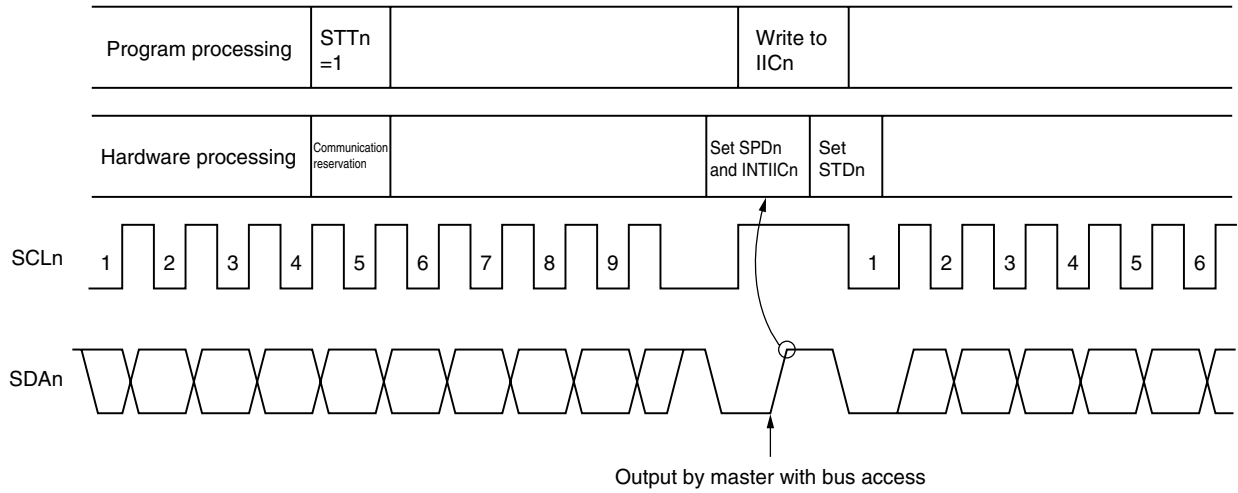 Program processing
STTn
=1
Write to
IICn
Hardware processing
Communication
reservation
Set SPDn
and INTIICn
Set
STDn
SCLn
1 2 3 4 5 6 7 8 9 1 2 3 4 5 6
SDAn
Output by master with bus access